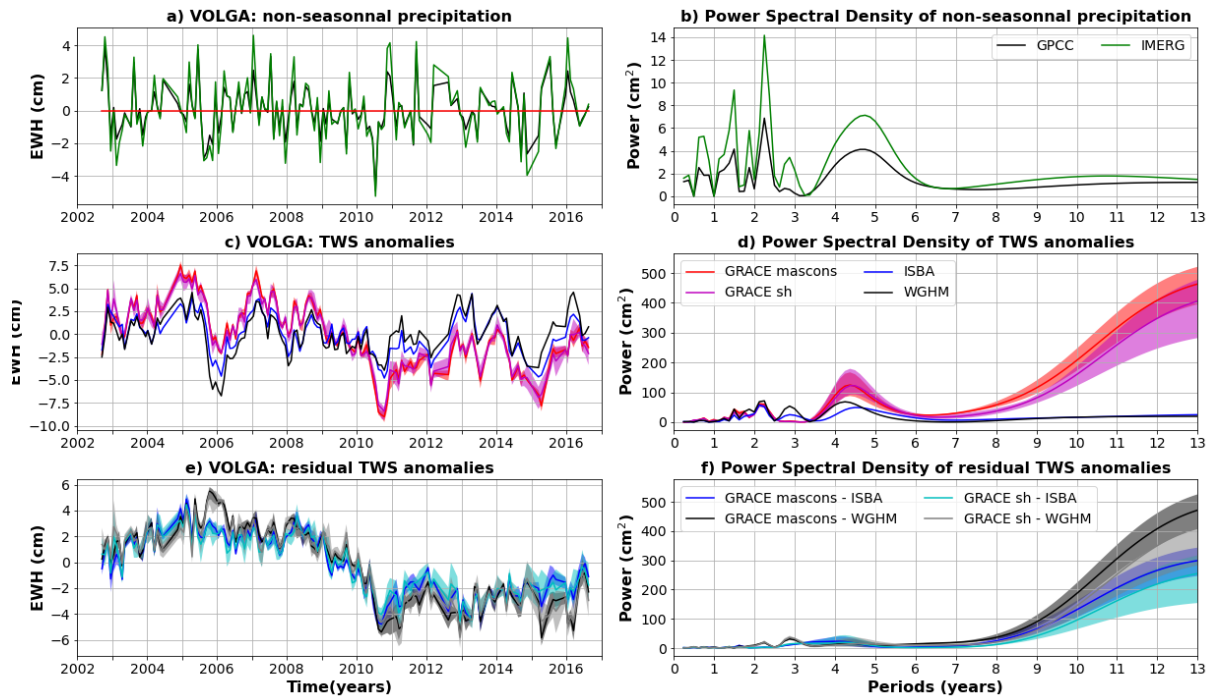 a) VOLGA: non-seasonnal precipitation
EWH (cm)
4
2
0
−2
−4
2002 2004 2006 2008 2010 2012 2014 2016
b) Power Spectral Density of non-seasonnal precipitation
GPCC IMERG
Power (cm²)
14
12
10
8
6
4
2
0
0 1 2 3 4 5 6 7 8 9 10 11 12 13
c) VOLGA: TWS anomalies
EWH (cm)
7.5
5.0
2.5
0.0
−2.5
−5.0
−7.5
−10.0
2002 2004 2006 2008 2010 2012 2014 2016
d) Power Spectral Density of TWS anomalies
GRACE mascons ISBA
GRACE sh WGHM
Power (cm²)
500
400
300
200
100
0
0 1 2 3 4 5 6 7 8 9 10 11 12 13
e) VOLGA: residual TWS anomalies
EWH (cm)
6
4
2
0
−2
−4
−6
2002 2004 2006 2008 2010 2012 2014 2016
Time(years)
f) Power Spectral Density of residual TWS anomalies
GRACE mascons - ISBA GRACE sh - ISBA
GRACE mascons - WGHM GRACE sh - WGHM
Power (cm²)
500
400
300
200
100
0
0 1 2 3 4 5 6 7 8 9 10 11 12 13
Periods (years)